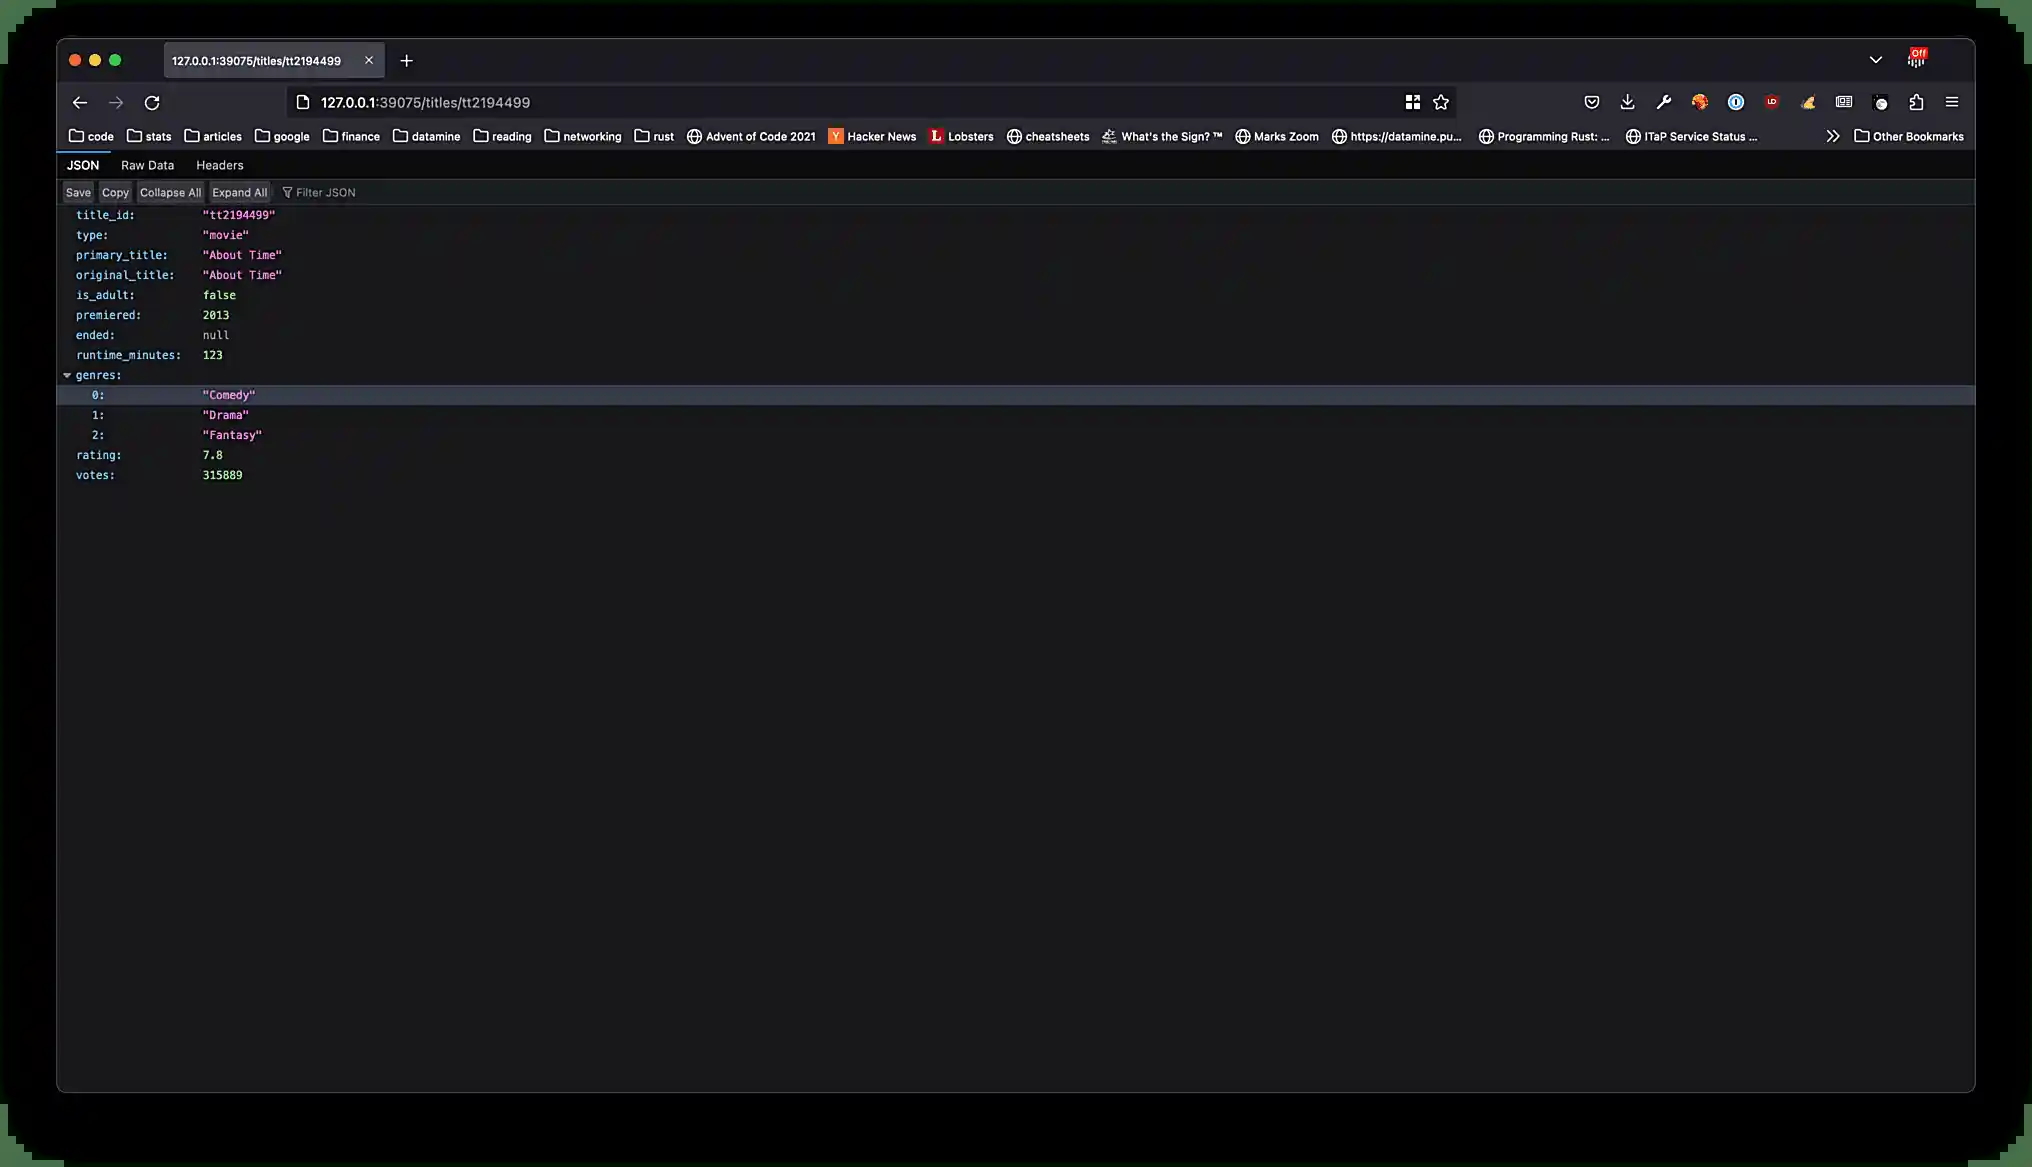 127.0.0.1:39075/titles/tt2194499
Off
127.0.0.1:39075/titles/tt2194499
code stats articles google finance datamine reading networking rust Advent of Code 2021 Y Hacker News L Lobsters cheatsheets What's the Sign? ™ Marks Zoom https://datamine.pu... Programming Rust: ... ITaP Service Status ... Other Bookmarks
JSON Raw Data Headers
Save Copy Collapse All Expand All Filter JSON
title_id: "tt2194499"
type: "movie"
primary_title: "About Time"
original_title: "About Time"
is_adult: false
premiered: 2013
ended: null
runtime_minutes: 123
genres:
0: "Comedy"
1: "Drama"
2: "Fantasy"
rating: 7.8
votes: 315889